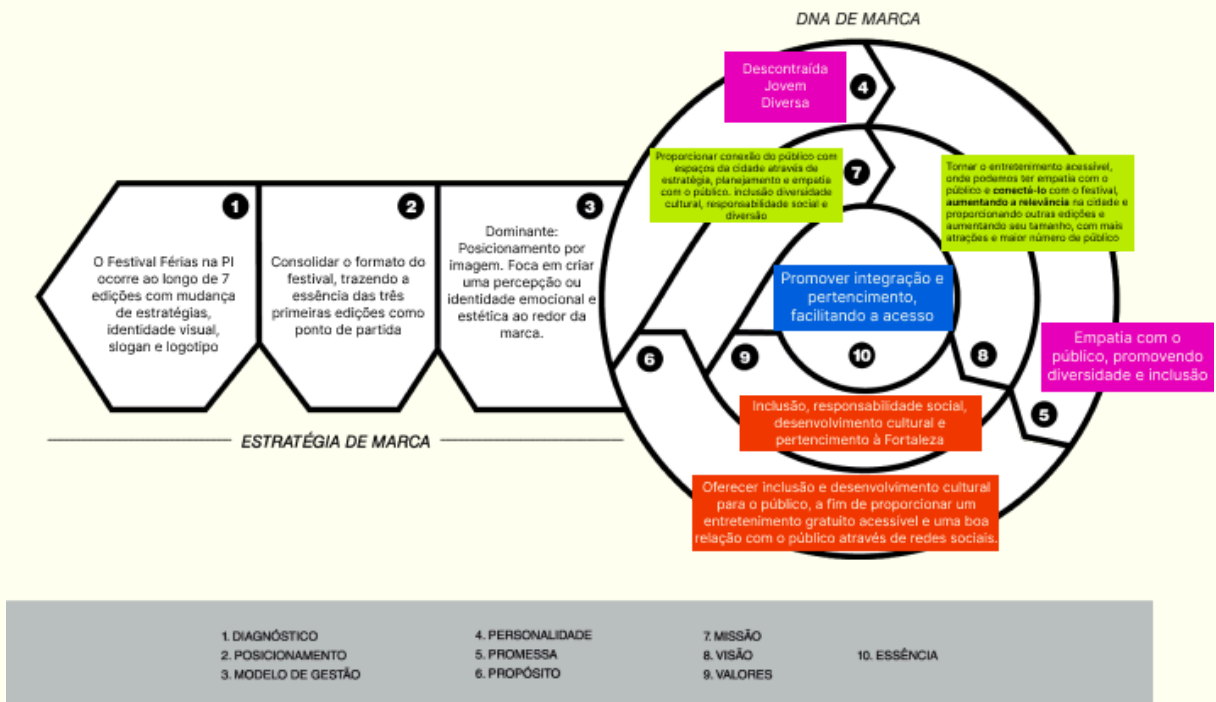 DNA DE MARCA
Descontraída
Jovem
Diversa
4
Proporcionar conexão do público com
espaços da cidade através de
estratégia, planejamento e empatia
com o público. inclusão diversidade
cultural, responsabilidade social e
diversão
7
Tornar o entretenimento acessível,
onde podemos ter empatia com o
público e conectá-lo com o festival,
aumentando a relevância na cidade e
proporcionando outras edições e
aumentando seu tamanho, com mais
atrações e maior número de público
1
O Festival Férias na PI
ocorre ao longo de 7
edições com mudança
de estratégias,
identidade visual,
slogan e logotipo
2
Consolidar o formato do
festival, trazendo a
essência das três
primeiras edições como
ponto de partida
3
Dominante:
Posicionamento por
imagem. Foca em criar
uma percepção ou
identidade emocional e
estética ao redor da
marca.
Promover integração e
pertencimento,
facilitando a acesso
6
9
10
8
Empatia com o
público, promovendo
diversidade e inclusão
5
Inclusão, responsabilidade social,
desenvolvimento cultural e
pertencimento à Fortaleza
ESTRATÉGIA DE MARCA
Oferecer inclusão e desenvolvimento cultural
para o público, a fim de proporcionar um
entretenimento gratuito acessível e uma boa
relação com o público através de redes sociais.
1. DIAGNÓSTICO
2. POSICIONAMENTO
3. MODELO DE GESTÃO
4. PERSONALIDADE
5. PROMESSA
6. PROPÓSITO
7. MISSÃO
8. VISÃO
9. VALORES
10. ESSÊNCIA